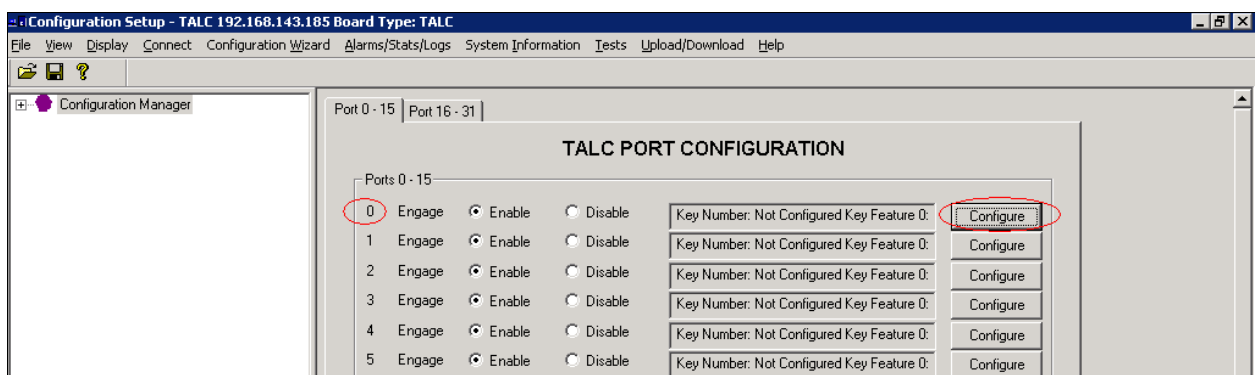 Configuration Setup - TALC 192.168.143.185 Board Type: TALC
File View Display Connect Configuration Wizard Alarms/Stats/Logs System Information Tests Upload/Download Help
Configuration Manager
Port 0 - 15 Port 16 - 31
TALC PORT CONFIGURATION
Ports 0 - 15
0 Engage Enable Disable Key Number: Not Configured Key Feature 0: Configure
1 Engage Enable Disable Key Number: Not Configured Key Feature 0: Configure
2 Engage Enable Disable Key Number: Not Configured Key Feature 0: Configure
3 Engage Enable Disable Key Number: Not Configured Key Feature 0: Configure
4 Engage Enable Disable Key Number: Not Configured Key Feature 0: Configure
5 Engage Enable Disable Key Number: Not Configured Key Feature 0: Configure